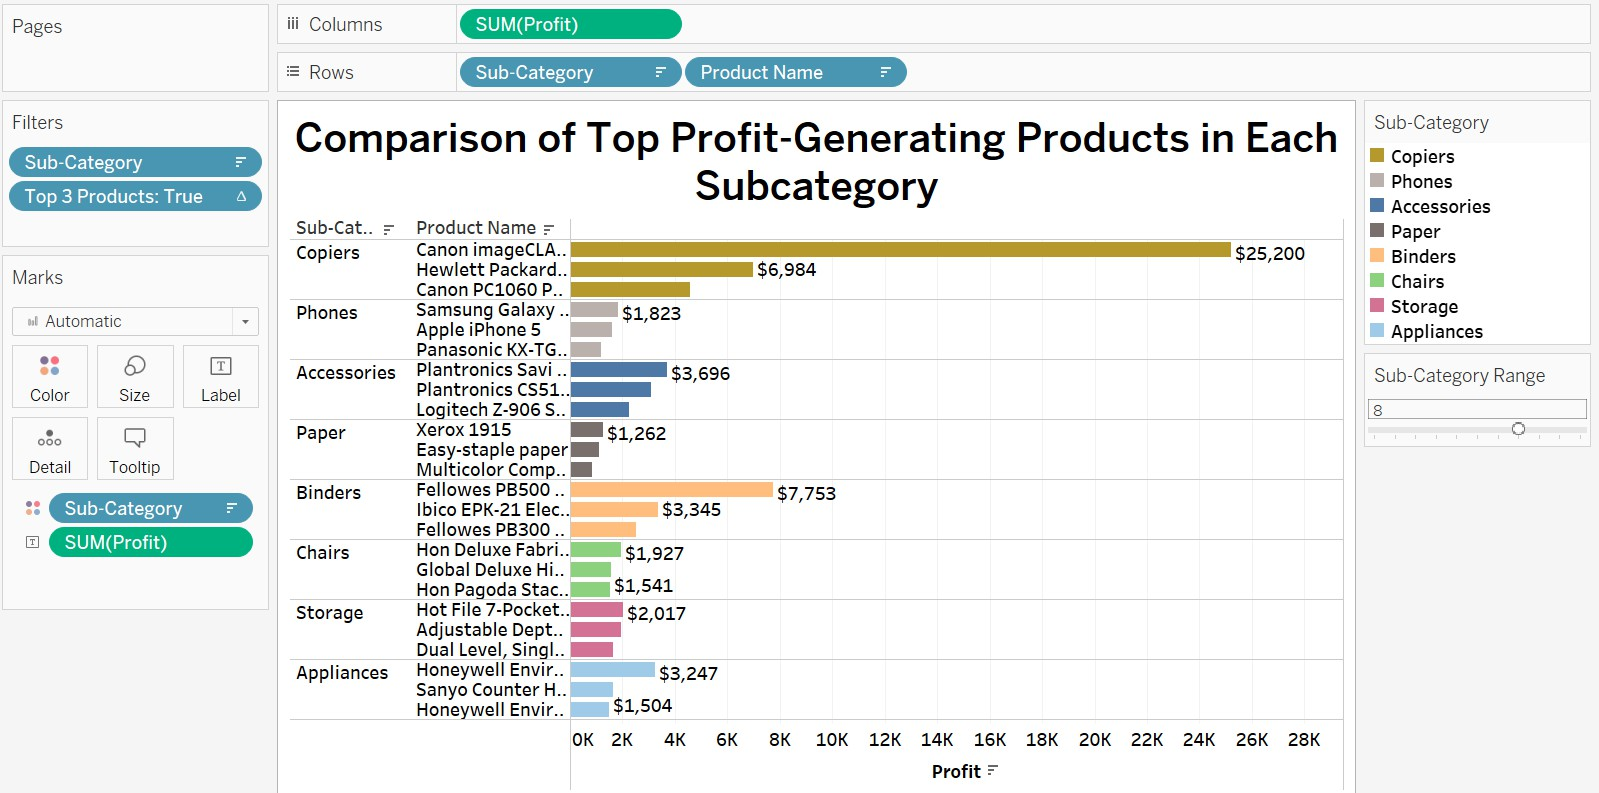 Pages
Columns
SUM(Profit)
Rows
Sub-Category
Product Name
Filters
Sub-Category
Top 3 Products: True
Marks
Automatic
Color
Size
Label
Detail
Tooltip
Sub-Category
SUM(Profit)
Comparison of Top Profit-Generating Products in Each
Subcategory
Sub-Cat.. Product Name
Copiers Canon imageCLA.. $25,200
Hewlett Packard.. $6,984
Canon PC1060 P..
Phones Samsung Galaxy .. $1,823
Apple iPhone 5
Panasonic KX-TG..
Accessories Plantronics Savi .. $3,696
Plantronics CS51..
Logitech Z-906 S..
Paper Xerox 1915 $1,262
Easy-staple paper
Multicolor Comp..
Binders Fellowes PB500 .. $7,753
Ibico EPK-21 Elec.. $3,345
Fellowes PB300 ..
Chairs Hon Deluxe Fabri.. $1,927
Global Deluxe Hi..
Hon Pagoda Stac.. $1,541
Storage Hot File 7-Pocket.. $2,017
Adjustable Dept..
Dual Level, Singl..
Appliances Honeywell Envir.. $3,247
Sanyo Counter H..
Honeywell Envir.. $1,504
0K 2K 4K 6K 8K 10K 12K 14K 16K 18K 20K 22K 24K 26K 28K
Profit
Sub-Category
Copiers
Phones
Accessories
Paper
Binders
Chairs
Storage
Appliances
Sub-Category Range
8